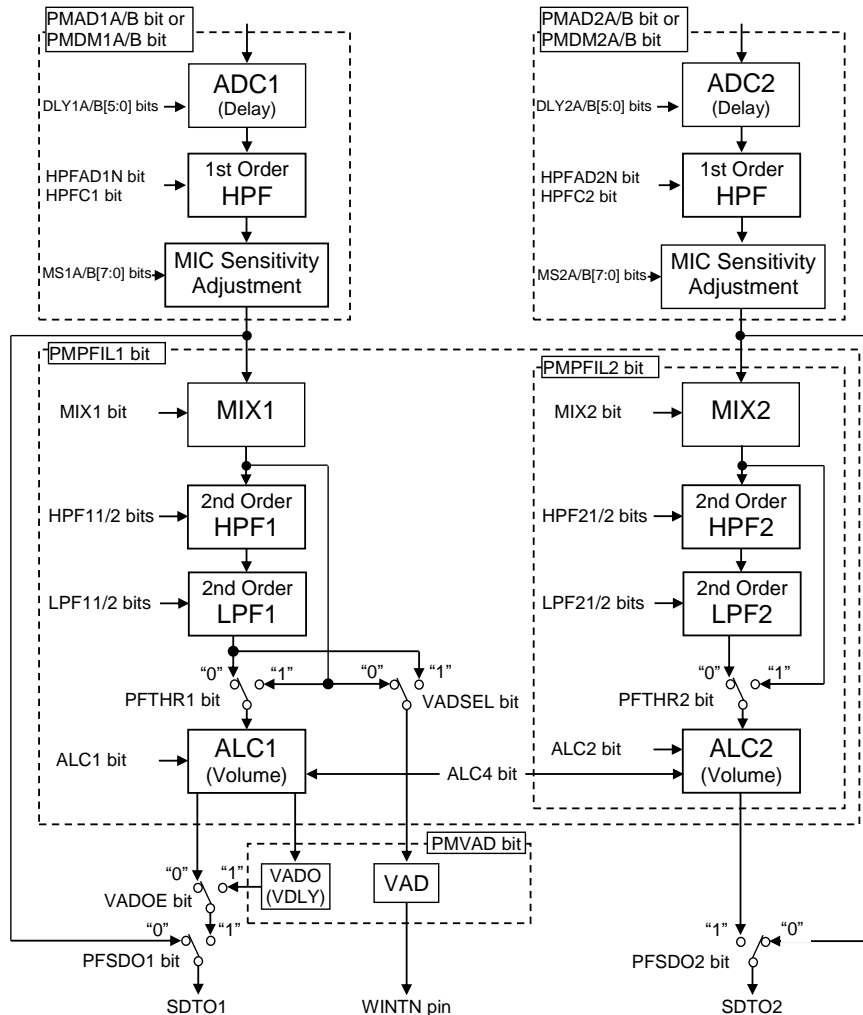 PMAD1A/B bit or
PMDM1A/B bit
PMAD2A/B bit or
PMDM2A/B bit
ADC1
(Delay)
ADC2
(Delay)
DLY1A/B[5:0] bits
DLY2A/B[5:0] bits
HPFAD1N bit
HPFC1 bit
1st Order
HPF
HPFAD2N bit
HPFC2 bit
1st Order
HPF
MS1A/B[7:0] bits
MIC Sensitivity
Adjustment
MS2A/B[7:0] bits
MIC Sensitivity
Adjustment
PMPFIL1 bit
PMPFIL2 bit
MIX1 bit
MIX1
MIX2 bit
MIX2
HPF11/2 bits
2nd Order
HPF1
HPF21/2 bits
2nd Order
HPF2
LPF11/2 bits
2nd Order
LPF1
LPF21/2 bits
2nd Order
LPF2
“0”
“1”
“0”
“1”
“0”
“1”
PFTHR1 bit
VADSEL bit
PFTHR2 bit
ALC1 bit
ALC1
(Volume)
ALC4 bit
ALC2 bit
ALC2
(Volume)
PMVAD bit
“0”
“1”
VADOE bit
VADO
(VDLY)
VAD
“0”
“1”
PFSDO1 bit
“1”
“0”
PFSDO2 bit
SDTO1
WINTN pin
SDTO2